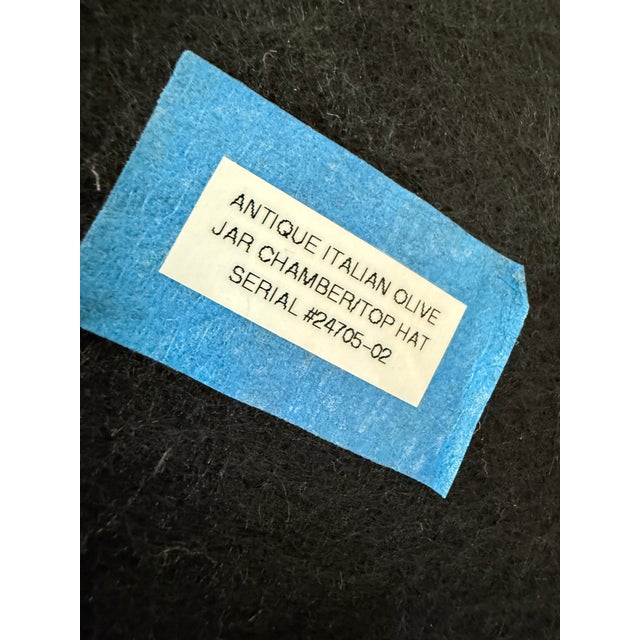 ANTIQUE ITALIAN OLIVE
JAR CHAMBER/TOP HAT
SERIAL #24705-02